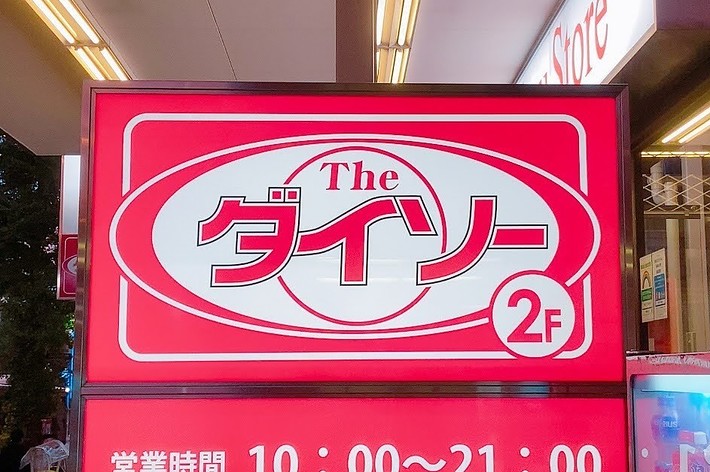 Store
The
ダイソー
2F
営業時間 10：00〜21：00